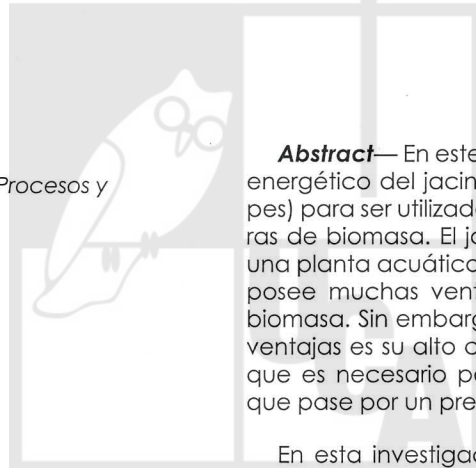 Procesos y
Abstract— En este
energético del jacin
pes) para ser utilizad
ras de biomasa. El ja
una planta acuática
posee muchas vent
biomasa. Sin embarg
ventajas es su alto c
que es necesario p
que pase por un pre
En esta investigac
UCA